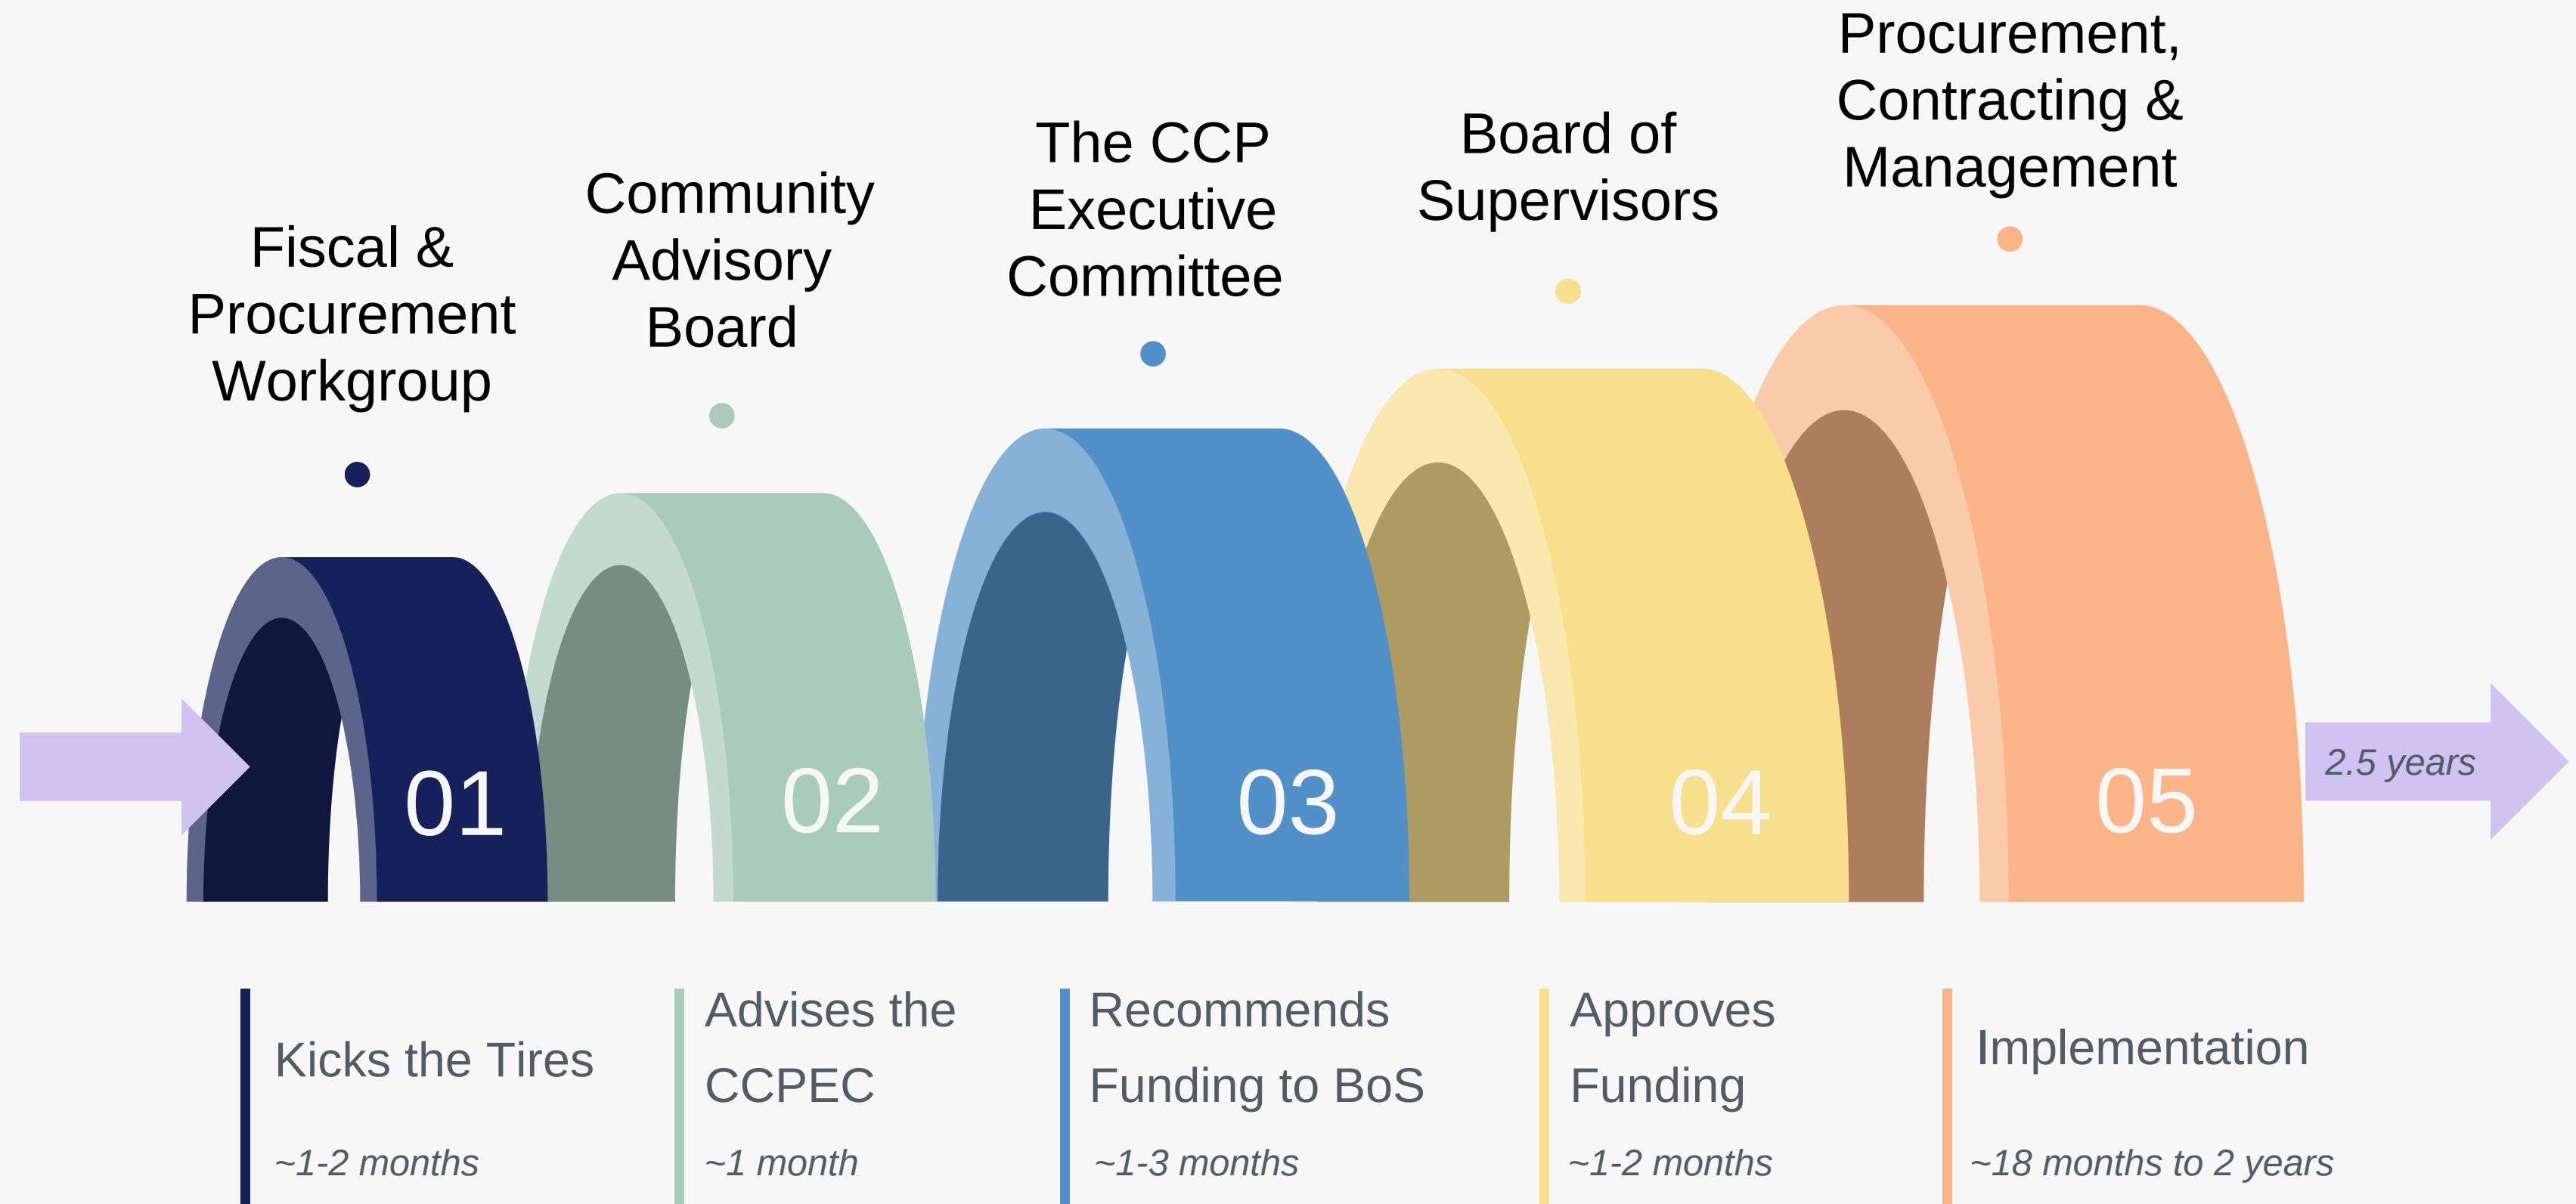 Fiscal &
Procurement
Workgroup
Community
Advisory
Board
The CCP
Executive
Committee
Board of
Supervisors
Procurement,
Contracting &
Management
01
02
03
04
05
2.5 years
Kicks the Tires
~1-2 months
Advises the
CCPEC
~1 month
Recommends
Funding to BoS
~1-3 months
Approves
Funding
~1-2 months
Implementation
~18 months to 2 years